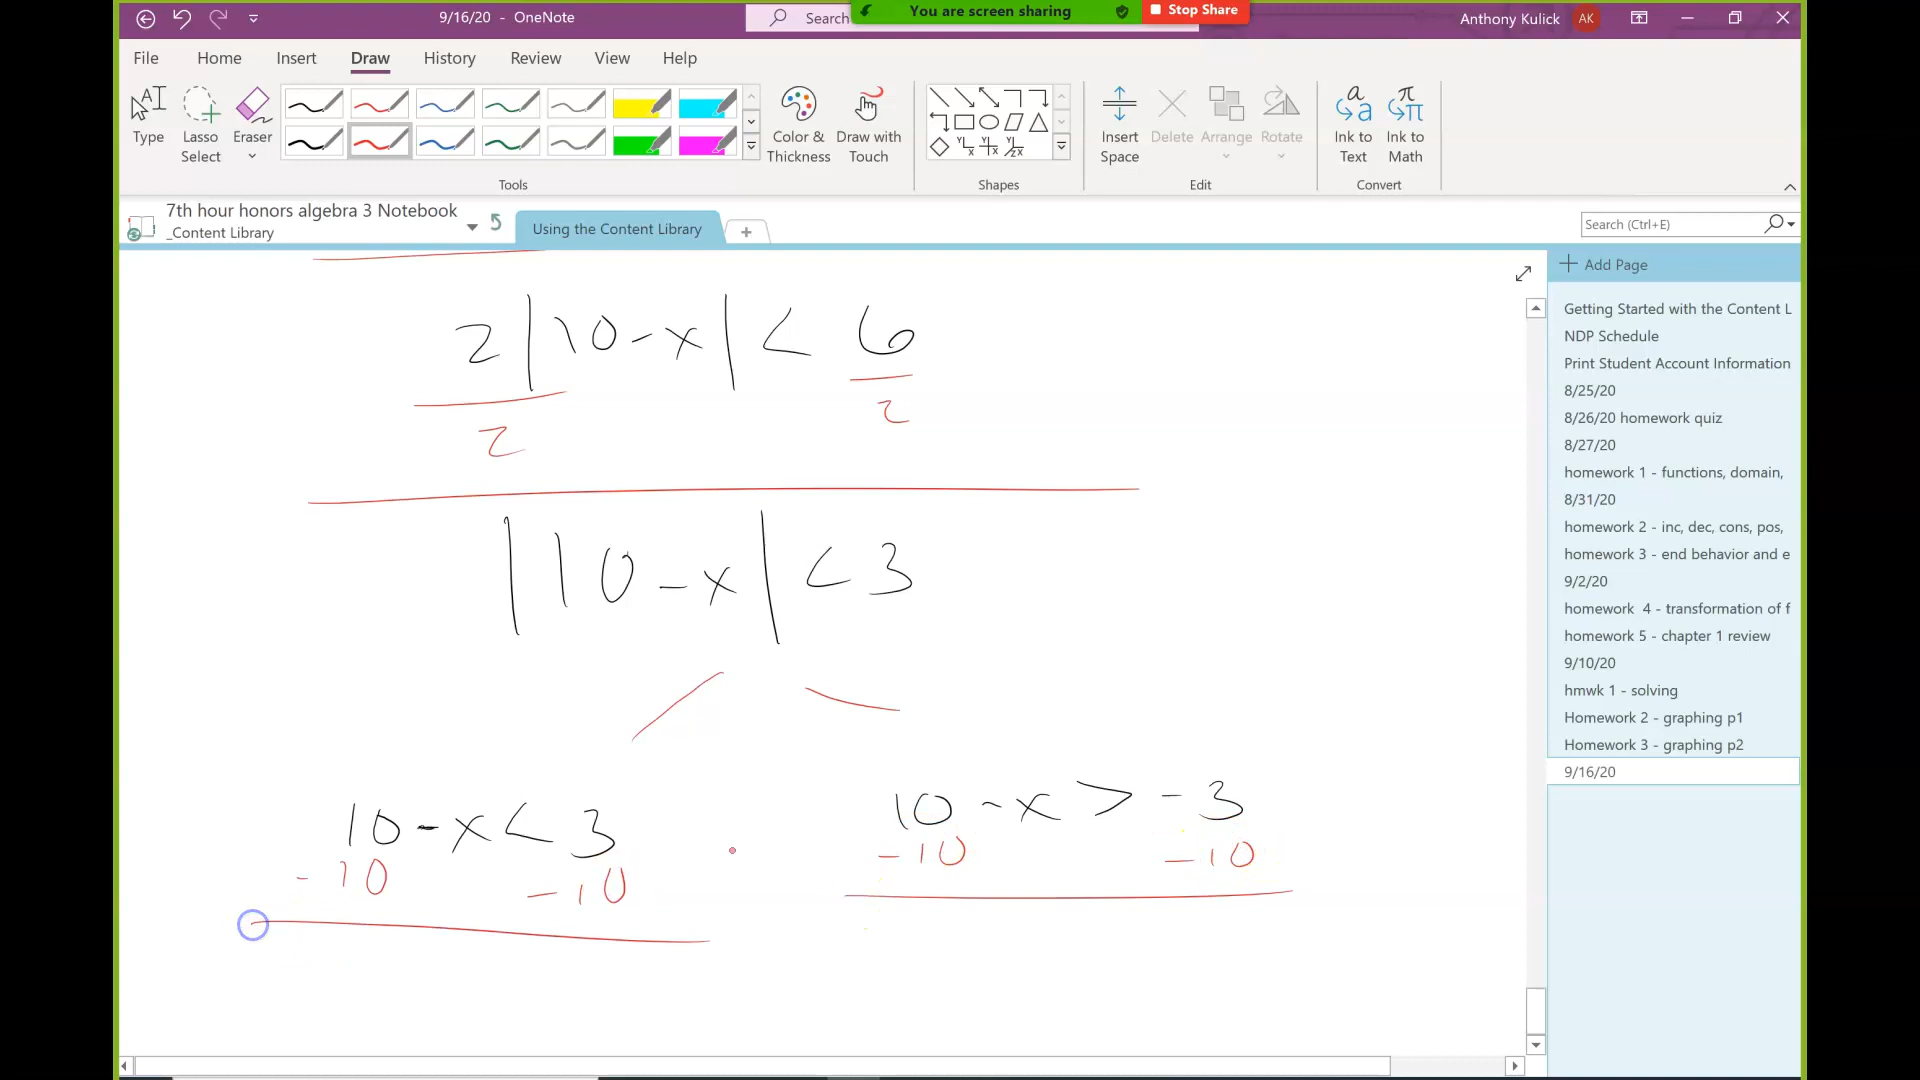 9/16/20 - OneNote
Search
You are screen sharing
Stop Share
Anthony Kulick
AK
File Home Insert Draw History Review View Help
Type
Lasso Select
Eraser
Color & Thickness
Draw with Touch
Insert Space
Delete
Arrange
Rotate
Ink to Text
Ink to Math
Tools
Shapes
Edit
Convert
7th hour honors algebra 3 Notebook
_Content Library
Using the Content Library
Search (Ctrl+E)
Add Page
Getting Started with the Content L
NDP Schedule
Print Student Account Information
8/25/20
8/26/20 homework quiz
8/27/20
homework 1 - functions, domain,
8/31/20
homework 2 - inc, dec, cons, pos,
homework 3 - end behavior and e
9/2/20
homework 4 - transformation of f
homework 5 - chapter 1 review
9/10/20
hmwk 1 - solving
Homework 2 - graphing p1
Homework 3 - graphing p2
9/16/20
2|10-x| < 6
2 2
|10-x| < 3
10-x < 3
-10 -10
10-x > -3
-10 -10